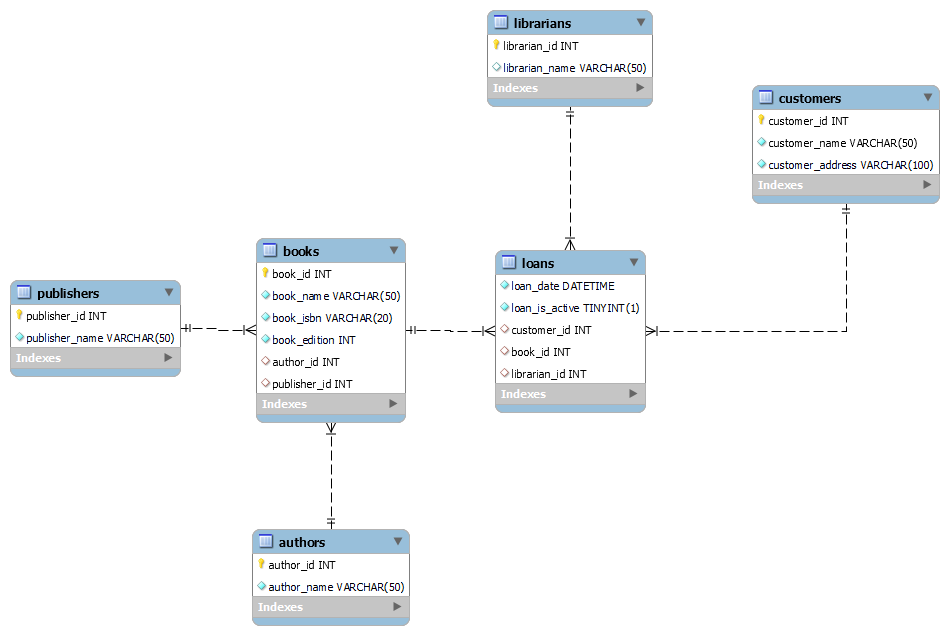 librarians
librarian_id INT
librarian_name VARCHAR(50)
Indexes
customers
customer_id INT
customer_name VARCHAR(50)
customer_address VARCHAR(100)
Indexes
books
book_id INT
book_name VARCHAR(50)
book_isbn VARCHAR(20)
book_edition INT
author_id INT
publisher_id INT
Indexes
loans
loan_date DATETIME
loan_is_active TINYINT(1)
customer_id INT
book_id INT
librarian_id INT
Indexes
publishers
publisher_id INT
publisher_name VARCHAR(50)
Indexes
authors
author_id INT
author_name VARCHAR(50)
Indexes